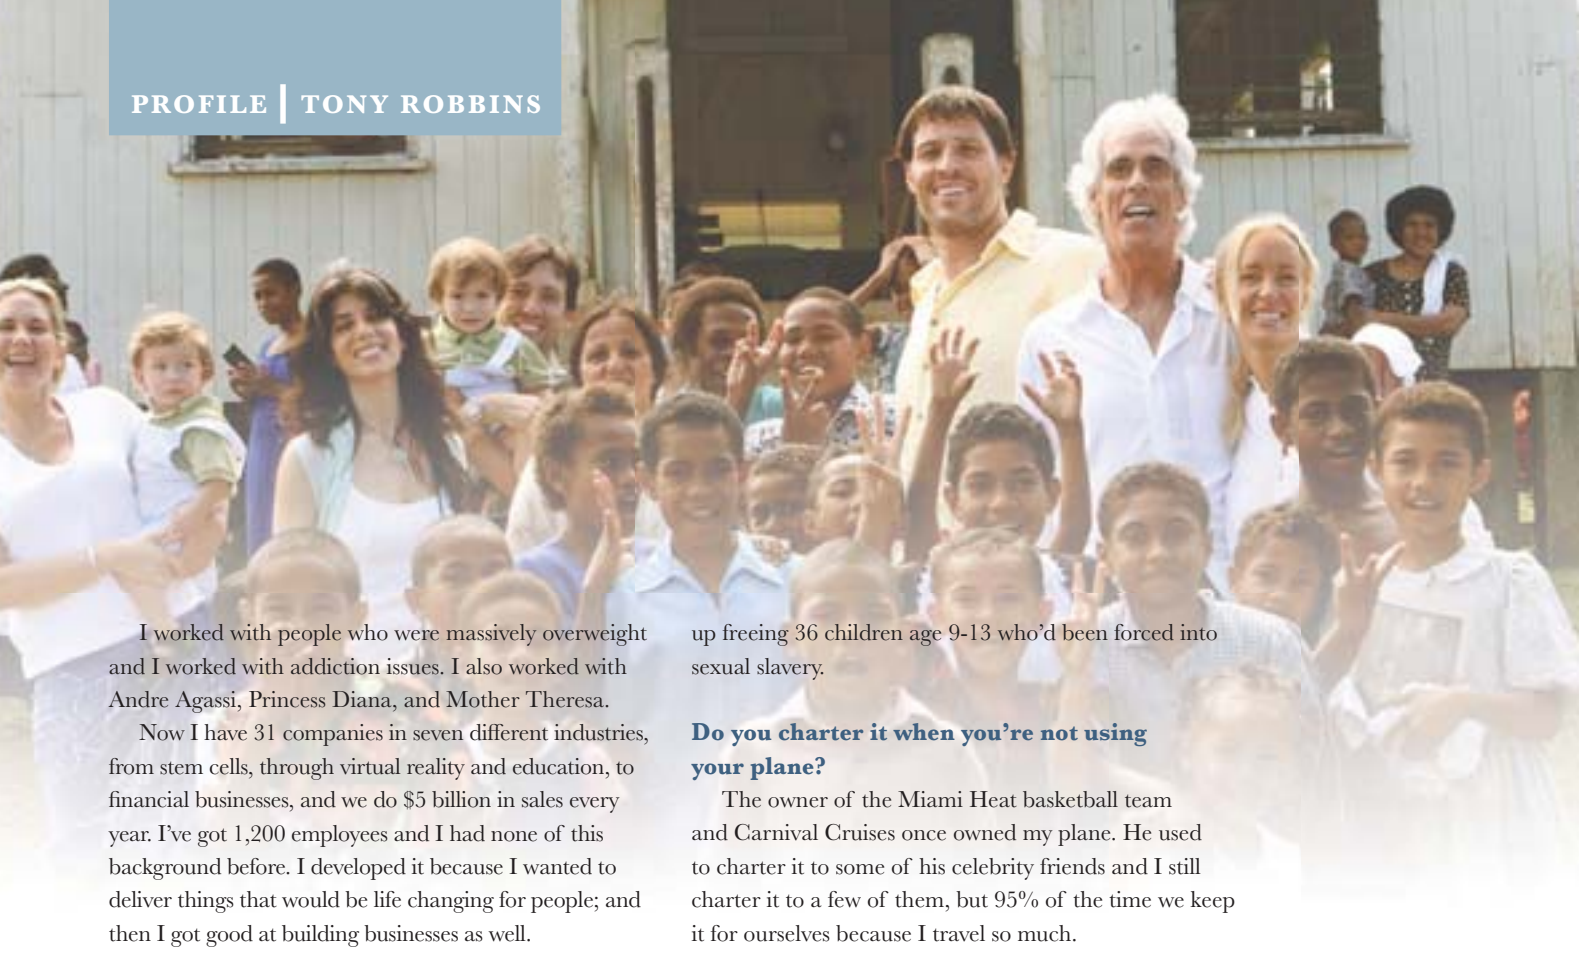 PROFILE | TONY ROBBINS
I worked with people who were massively overweight
and I worked with addiction issues. I also worked with
Andre Agassi, Princess Diana, and Mother Theresa.
Now I have 31 companies in seven different industries,
from stem cells, through virtual reality and education, to
financial businesses, and we do $5 billion in sales every
year. I've got 1,200 employees and I had none of this
background before. I developed it because I wanted to
deliver things that would be life changing for people; and
then I got good at building businesses as well.
up freeing 36 children age 9-13 who'd been forced into
sexual slavery.
Do you charter it when you're not using
your plane?
The owner of the Miami Heat basketball team
and Carnival Cruises once owned my plane. He used
to charter it to some of his celebrity friends and I still
charter it to a few of them, but 95% of the time we keep
it for ourselves because I travel so much.